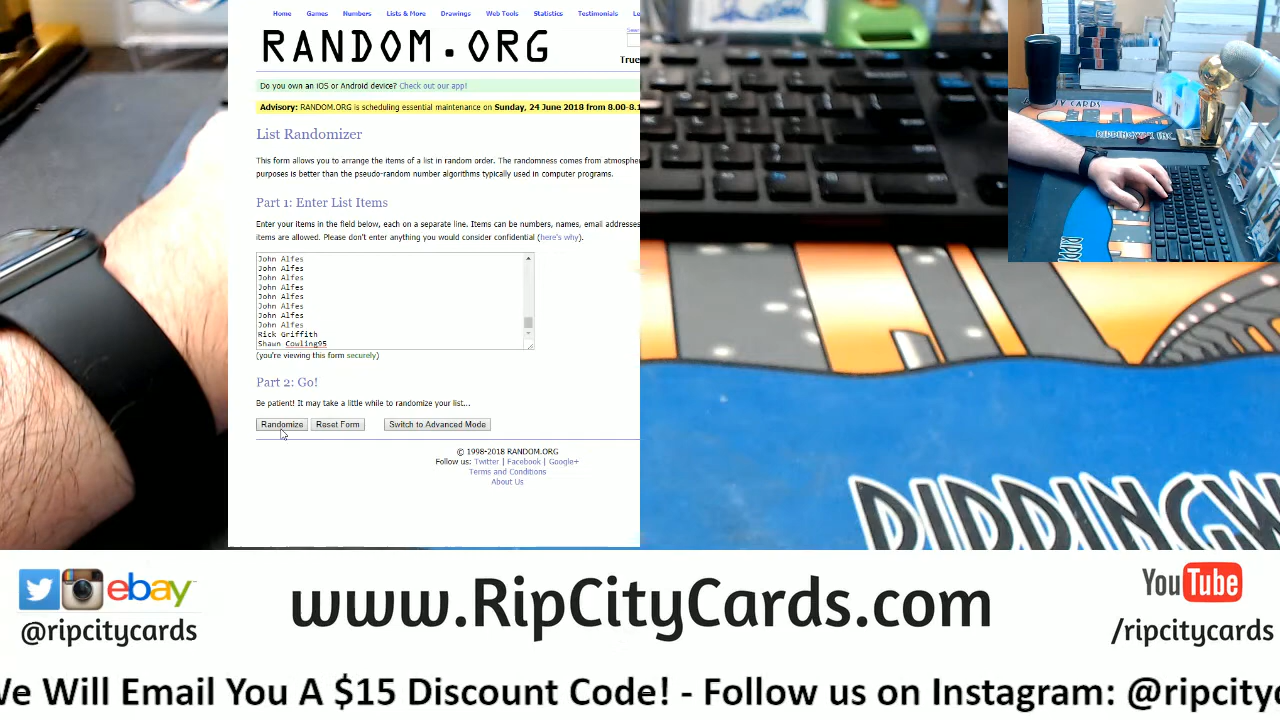 Home Games Numbers Lists & More Drawings Web Tools Statistics Testimonials
RANDOM.ORG
True
Do you own an iOS or Android device? Check out our app!
Advisory: RANDOM.ORG is scheduling essential maintenance on Sunday, 24 June 2018 from 8.00-8.1
List Randomizer
This form allows you to arrange the items of a list in random order. The randomness comes from atmosphe
purposes is better than the pseudo-random number algorithms typically used in computer programs.
Part 1: Enter List Items
Enter your items in the field below, each on a separate line. Items can be numbers, names, email addresses
items are allowed. Please don't enter anything you would consider confidential (here's why).
John Alfes
John Alfes
John Alfes
John Alfes
John Alfes
John Alfes
John Alfes
John Alfes
Rick Griffith
Shaun Cowling95
(you're viewing this form securely)
Part 2: Go!
Be patient! It may take a little while to randomize your list...
Randomize Reset Form Switch to Advanced Mode
© 1998-2018 RANDOM.ORG
Follow us: Twitter | Facebook | Google+
Terms and Conditions
About Us
RIPPINGW
ebay
@ripcitycards
www.RipCityCards.com
YouTube
/ripcitycards
We Will Email You A $15 Discount Code! - Follow us on Instagram: @ripcityc